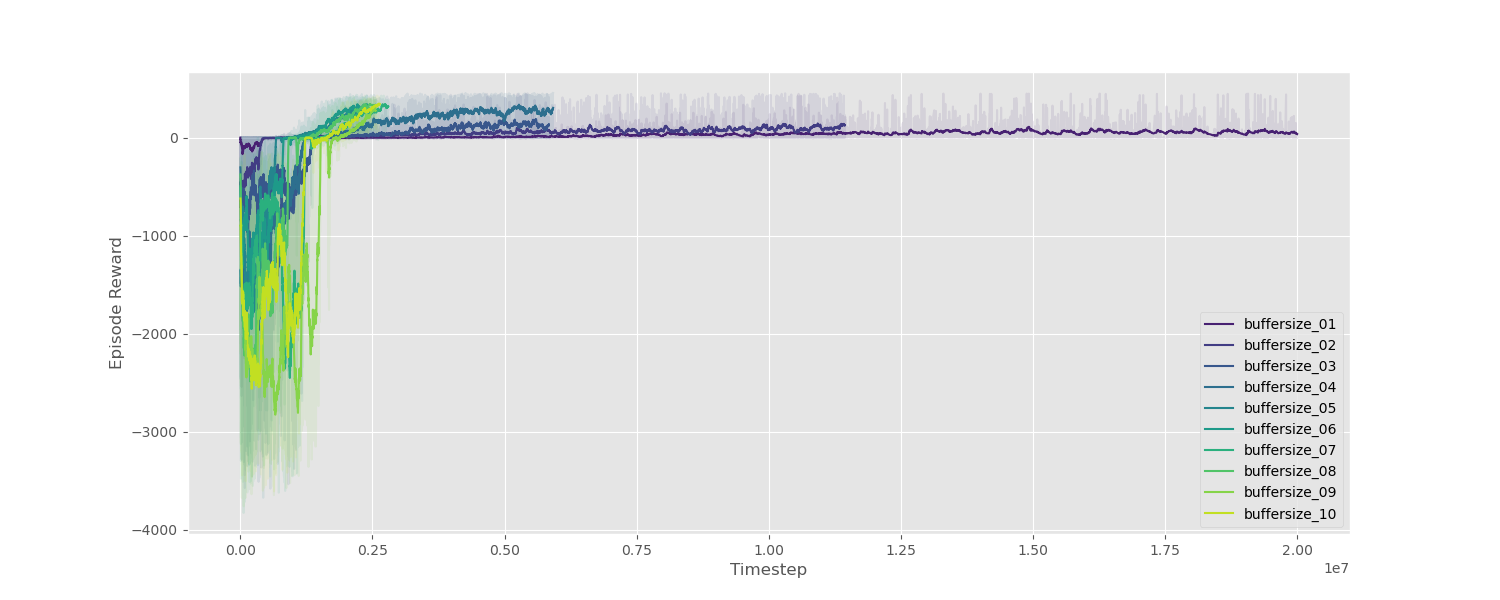 0
−1000
−2000
−3000
−4000
Episode Reward
0.00
0.25
0.50
0.75
1.00
1.25
1.50
1.75
2.00
1e7
Timestep
buffersize_01
buffersize_02
buffersize_03
buffersize_04
buffersize_05
buffersize_06
buffersize_07
buffersize_08
buffersize_09
buffersize_10